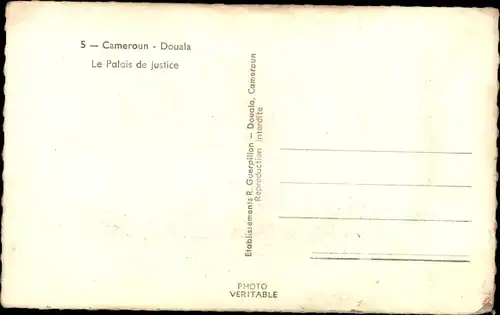 5 — Cameroun - Douala
Le Palais de Justice
Etablissements R. Guerpillon — Douala, Cameroun
Reproduction interdite
PHOTO
VERITABLE